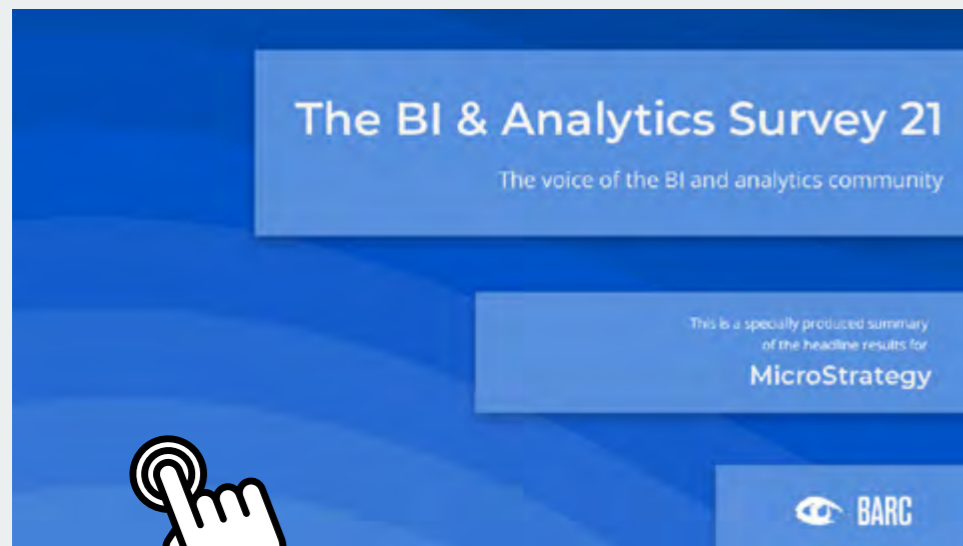 The BI & Analytics Survey 21
The voice of the BI and analytics community
This is a specially produced summary
of the headline results for
MicroStrategy
BARC